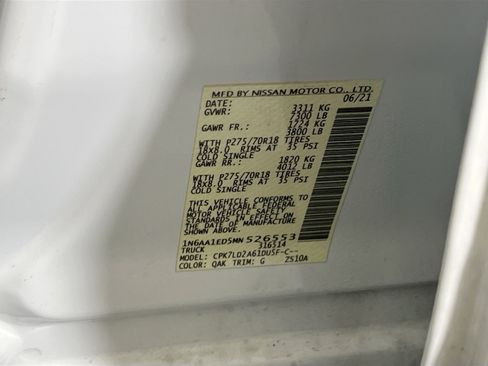 MFD BY NISSAN MOTOR CO., LTD.
DATE: 06/21
GVWR: 3311 KG
7300 LB
GAWR FR.: 1724 KG
3800 LB
WITH P275/70R18 TIRES
18x8.0 RIMS AT 35 PSI
COLD SINGLE
GAWR RR.: 1820 KG
4012 LB
WITH P275/70R18 TIRES
18x8.0 RIMS AT 35 PSI
COLD SINGLE
THIS VEHICLE CONFORMS TO
ALL APPLICABLE FEDERAL
MOTOR VEHICLE SAFETY
STANDARDS IN EFFECT ON
THE DATE OF MANUFACTURE
SHOWN ABOVE.
1N6AA1ED5MN526553
TRUCK 316514
MODEL: CPK7LD2A61DU5F-C--
COLOR: QAK TRIM: G ZS10A